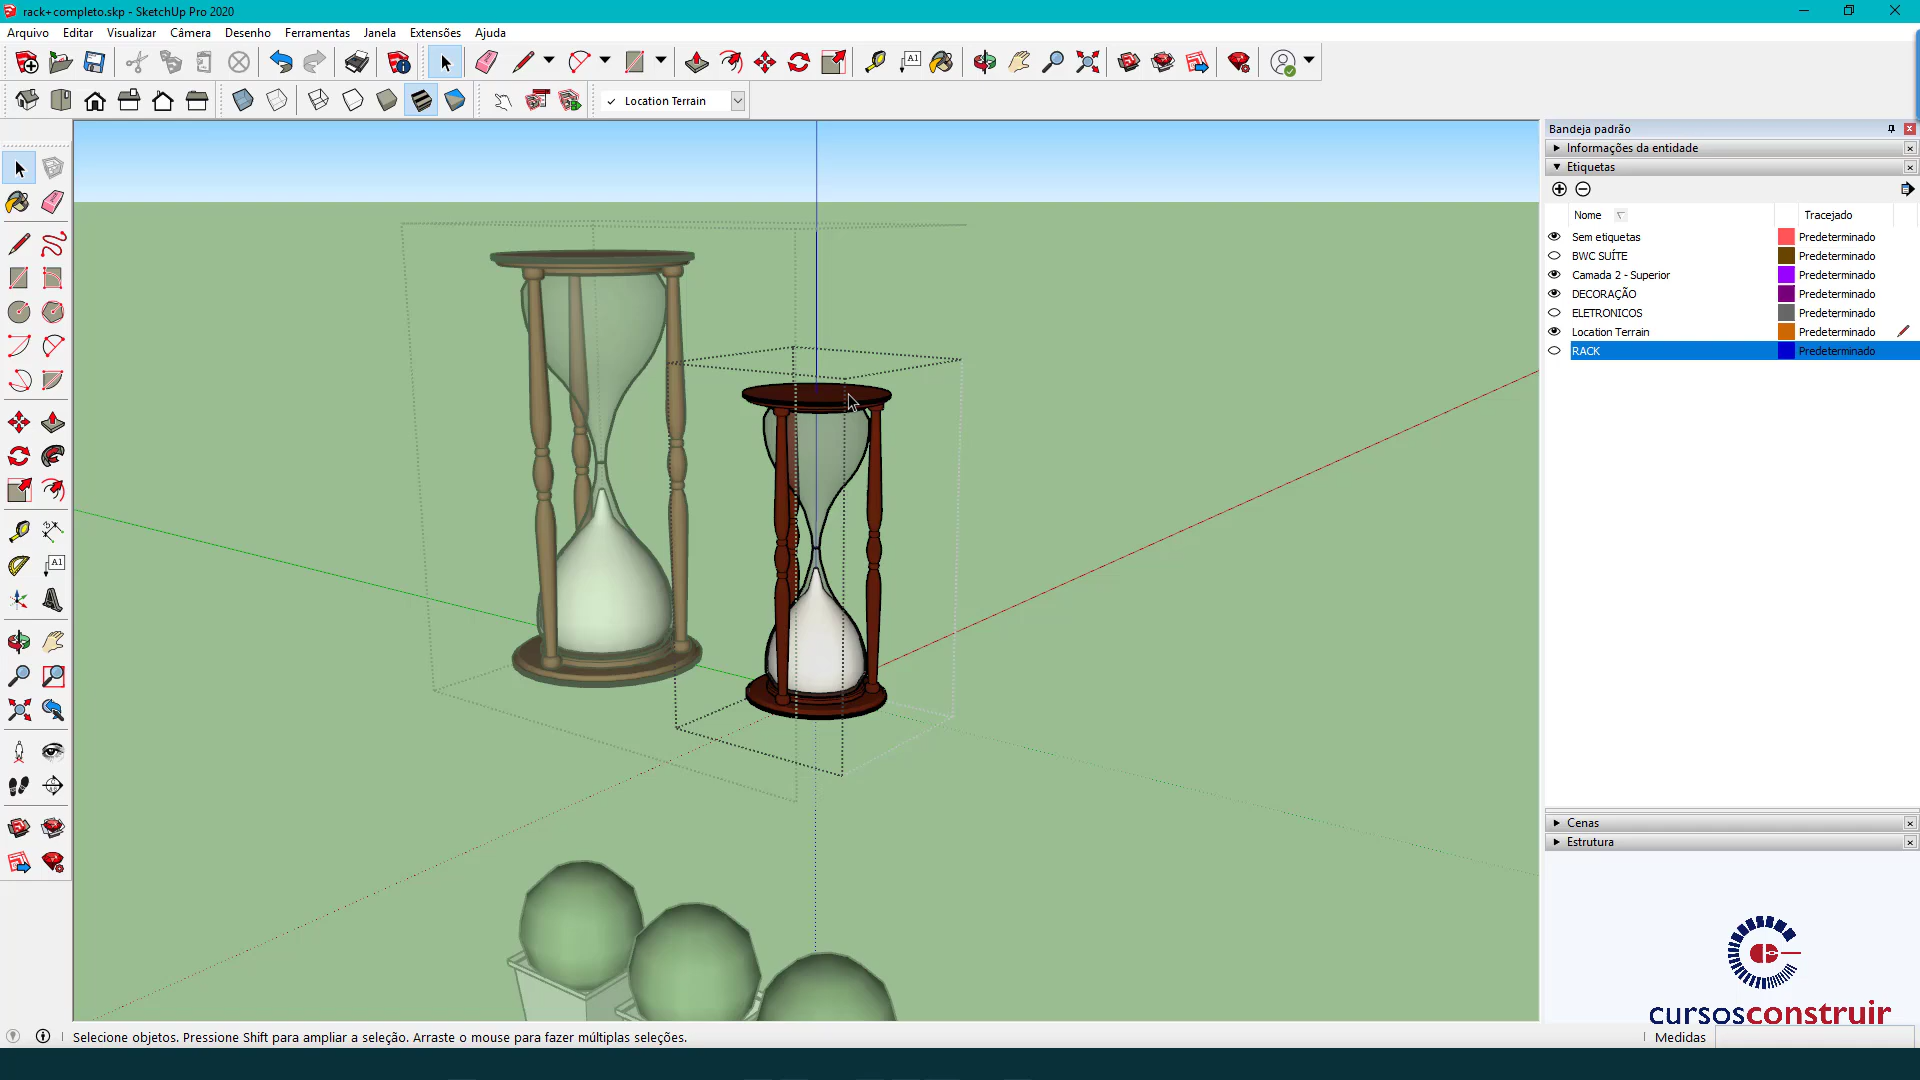 rack+completo.skp - SketchUp Pro 2020
Arquivo Editar Visualizar Câmera Desenho Ferramentas Janela Extensões Ajuda
A1
✓ Location Terrain
Bandeja padrão
Informações da entidade
Etiquetas
Nome Tracejado
Sem etiquetas Predeterminado
BWC SUÍTE Predeterminado
Camada 2 - Superior Predeterminado
DECORAÇÃO Predeterminado
ELETRONICOS Predeterminado
Location Terrain Predeterminado
RACK Predeterminado
A1
Cenas
Estrutura
cursosconstruir
Selecione objetos. Pressione Shift para ampliar a seleção. Arraste o mouse para fazer múltiplas seleções.
Medidas